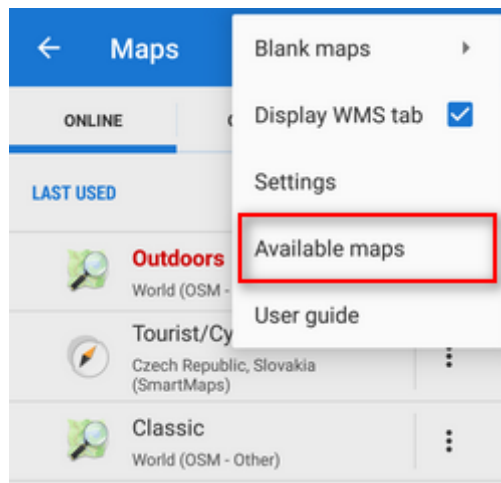 Maps
Blank maps
Display WMS tab
Settings
Available maps
User guide
ONLINE
LAST USED
Outdoors
World (OSM -
Tourist/Cy
Czech Republic, Slovakia
(SmartMaps)
Classic
World (OSM - Other)